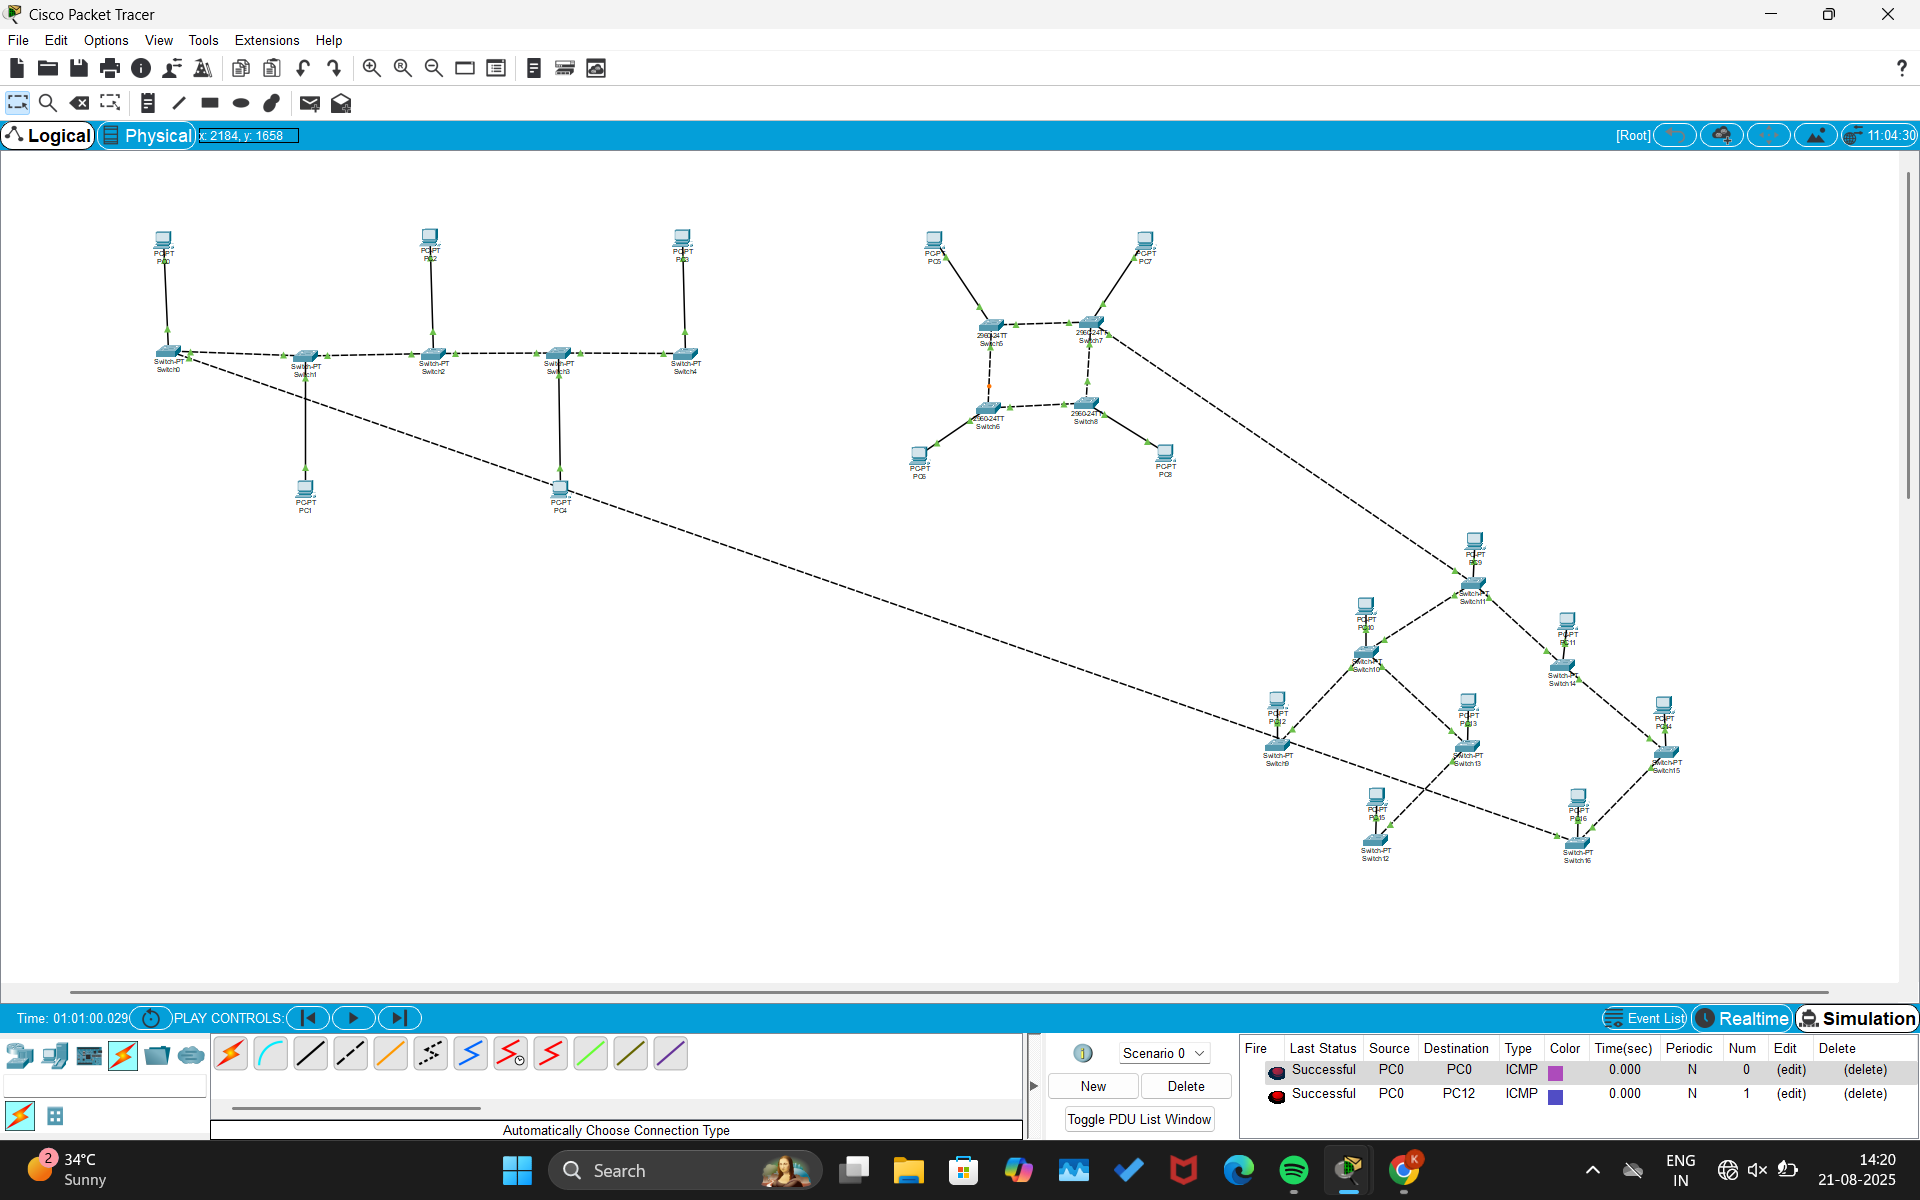 Cisco Packet Tracer
File Edit Options View Tools Extensions Help
?
Logical Physical x: 2184, y: 1658 [Root] 11:04:30
PC-PT
PC0
PC-PT
PC2
PC-PT
PC3
PC-PT
PC5
PC-PT
PC7
Switch-PT
Switch0
Switch-PT
Switch1
Switch-PT
Switch2
Switch-PT
Switch3
Switch-PT
Switch4
2960-24TT
Switch5
2960-24TT
Switch7
2960-24TT
Switch6
2960-24TT
Switch8
PC-PT
PC6
PC-PT
PC8
PC-PT
PC1
PC-PT
PC4
PC-PT
PC9
Switch-PT
Switch11
PC-PT
PC10
Switch-PT
Switch10
PC-PT
PC11
Switch-PT
Switch14
PC-PT
PC12
Switch-PT
Switch9
PC-PT
PC13
Switch-PT
Switch13
PC-PT
PC14
Switch-PT
Switch15
PC-PT
PC15
Switch-PT
Switch12
PC-PT
PC16
Switch-PT
Switch16
Time: 01:01:00.029 PLAY CONTROLS: Event List Realtime Simulation
Scenario 0
New Delete
Toggle PDU List Window
Automatically Choose Connection Type
Fire Last Status Source Destination Type Color Time(sec) Periodic Num Edit Delete
Successful PC0 PC0 ICMP 0.000 N 0 (edit) (delete)
Successful PC0 PC12 ICMP 0.000 N 1 (edit) (delete)
2 34°C
Sunny
Search
K
ENG
IN
14:20
21-08-2025